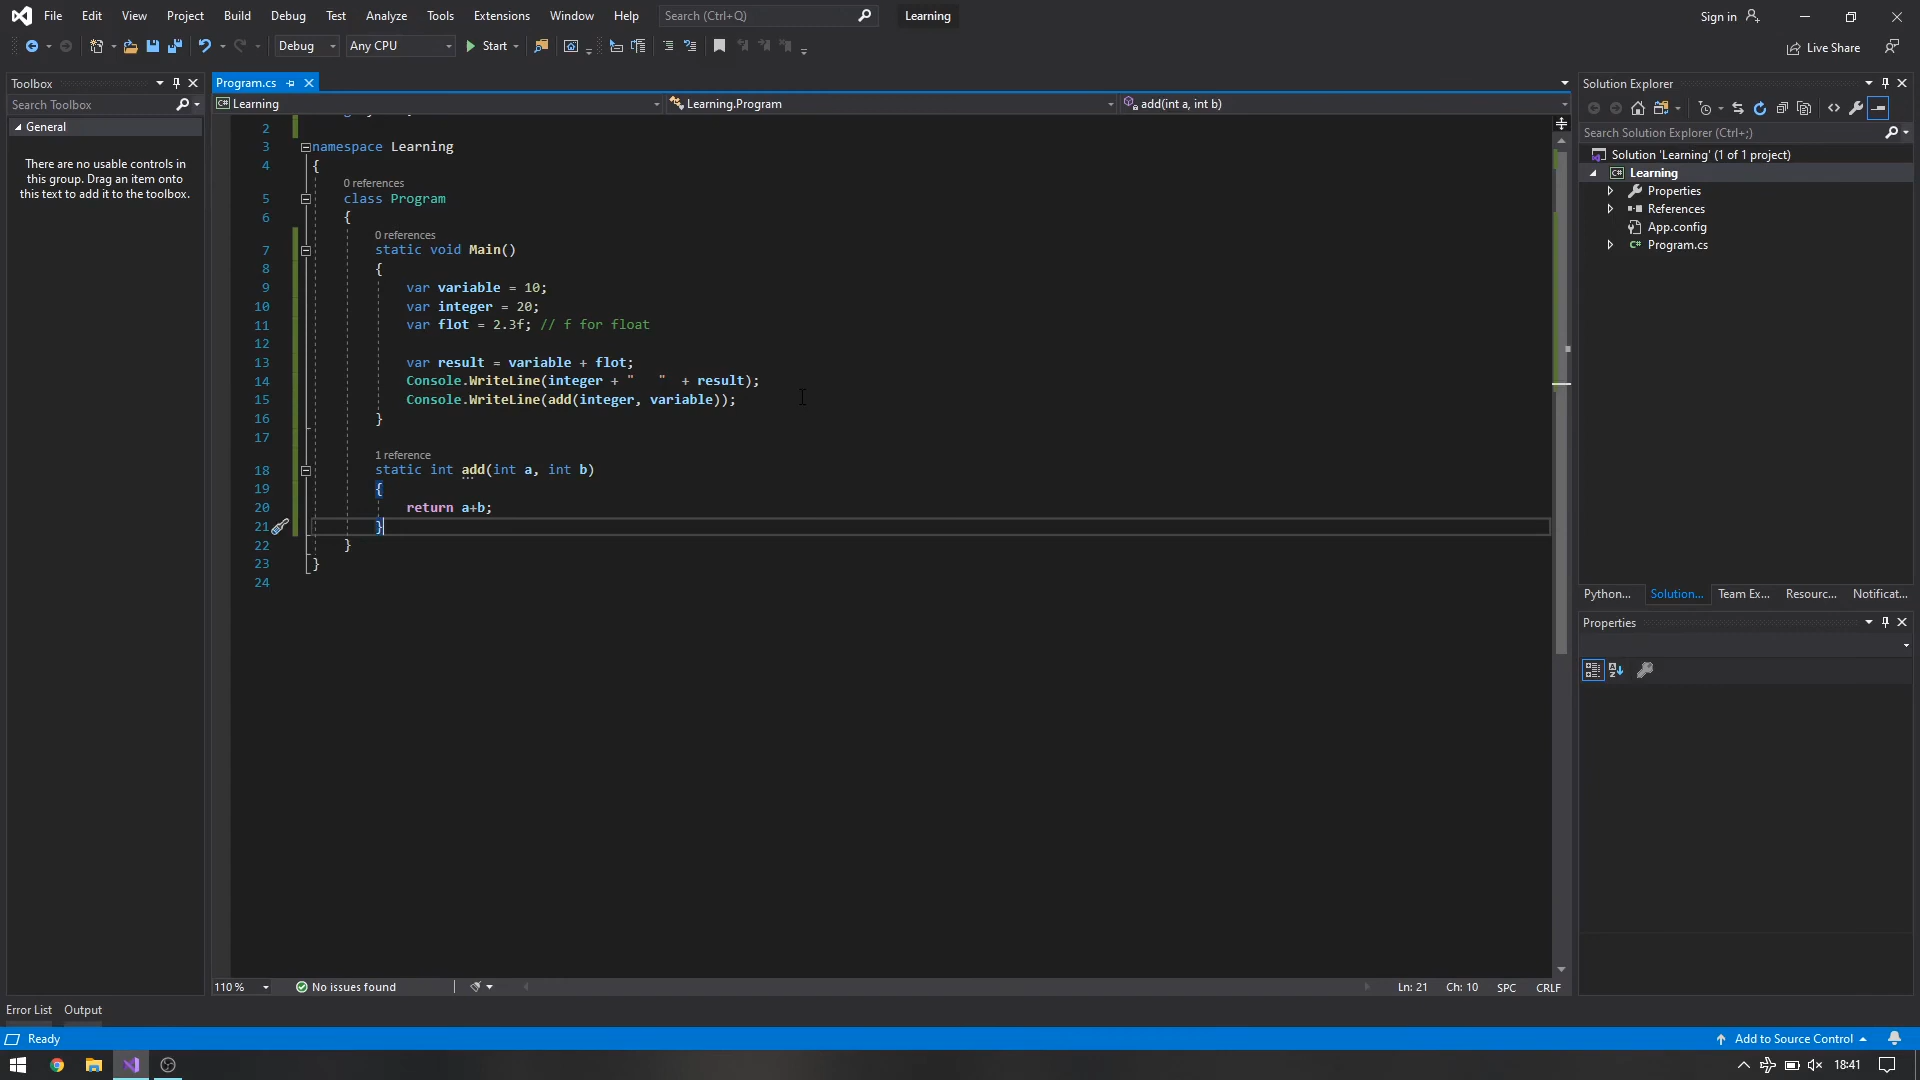 File Edit View Project Build Debug Test Analyze Tools Extensions Window Help Search (Ctrl+Q) Learning Sign in
Debug Any CPU Start Live Share
Toolbox
Search Toolbox
General
There are no usable controls in
this group. Drag an item onto
this text to add it to the toolbox.
Program.cs
C# Learning Learning.Program add(int a, int b)
2
3 namespace Learning
4 {
0 references
5 class Program
6 {
0 references
7 static void Main()
8 {
9 var variable = 10;
10 var integer = 20;
11 var flot = 2.3f; // f for float
12
13 var result = variable + flot;
14 Console.WriteLine(integer + "   "  + result);
15 Console.WriteLine(add(integer, variable));
16 }
17
1 reference
18 static int add(int a, int b)
19 {
20 return a+b;
21 }
22 }
23 }
24
110 % No issues found Ln: 21 Ch: 10 SPC CRLF
Solution Explorer
Search Solution Explorer (Ctrl+;)
Solution 'Learning' (1 of 1 project)
C# Learning
Properties
References
App.config
C# Program.cs
Python... Solution... Team Ex... Resourc... Notificat...
Properties
Error List Output
Ready Add to Source Control
18:41